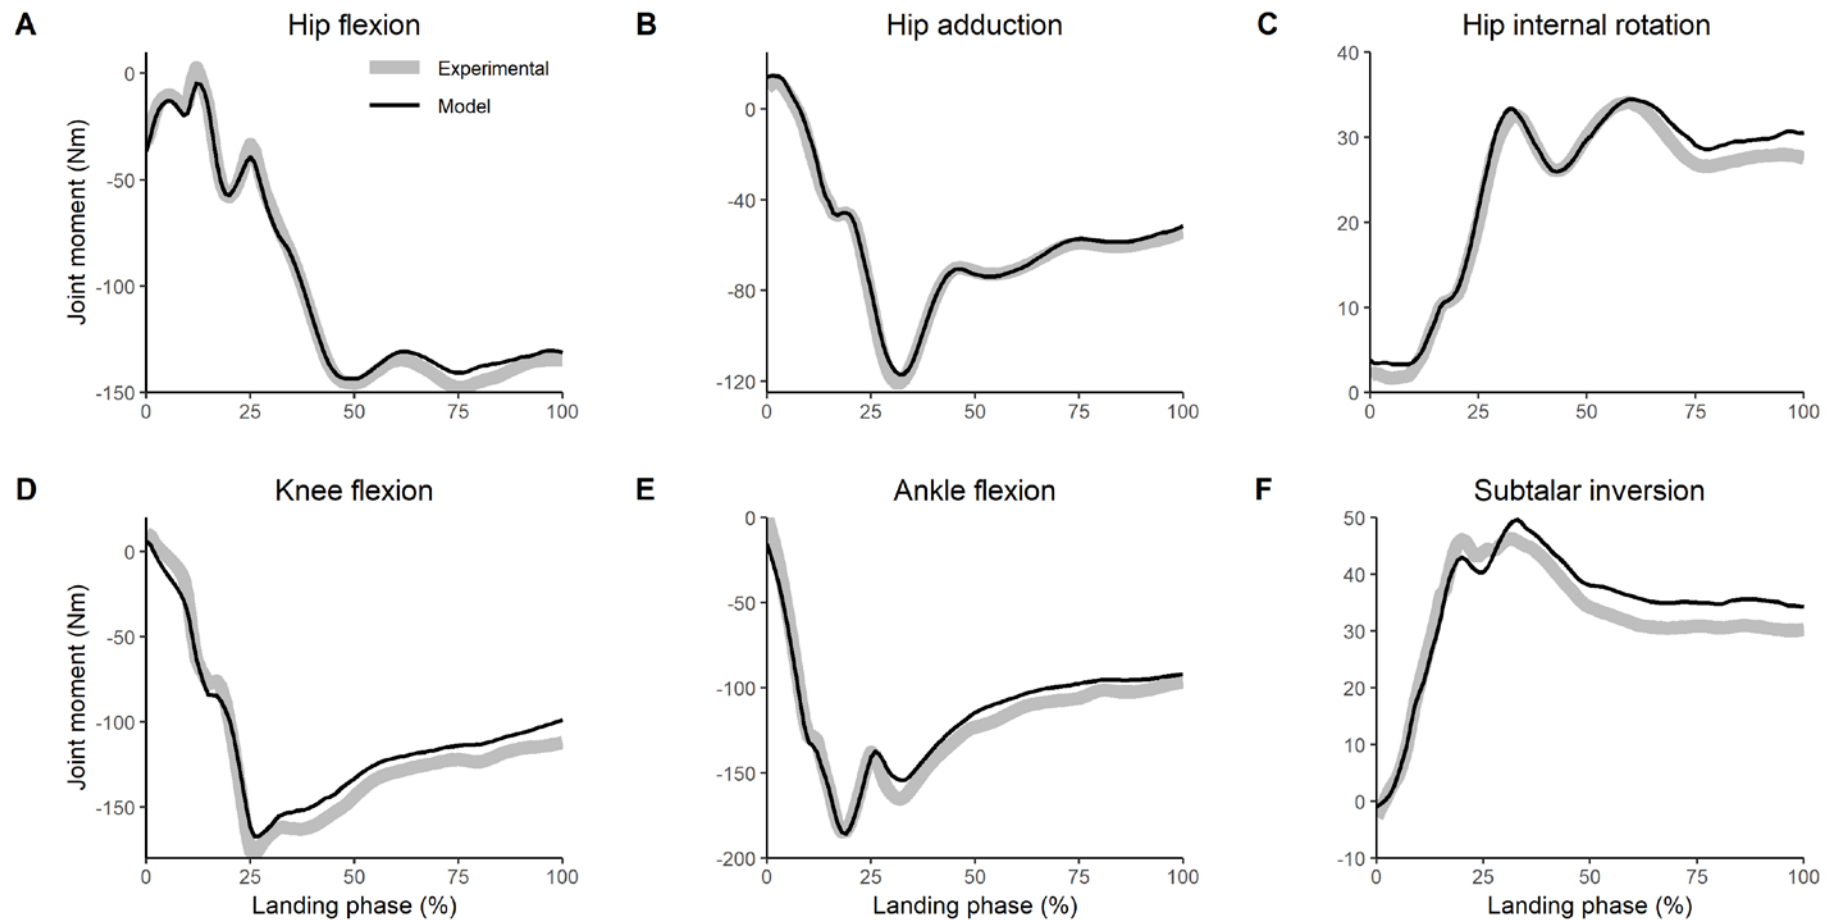 A Hip flexion
Experimental
Model
Joint moment (Nm)
0
-50
-100
-150
0 25 50 75 100
B Hip adduction
0
-40
-80
-120
0 25 50 75 100
C Hip internal rotation
40
30
20
10
0
0 25 50 75 100
D Knee flexion
Joint moment (Nm)
0
-50
-100
-150
0 25 50 75 100
Landing phase (%)
E Ankle flexion
0
-50
-100
-150
-200
0 25 50 75 100
Landing phase (%)
F Subtalar inversion
50
40
30
20
10
0
-10
0 25 50 75 100
Landing phase (%)